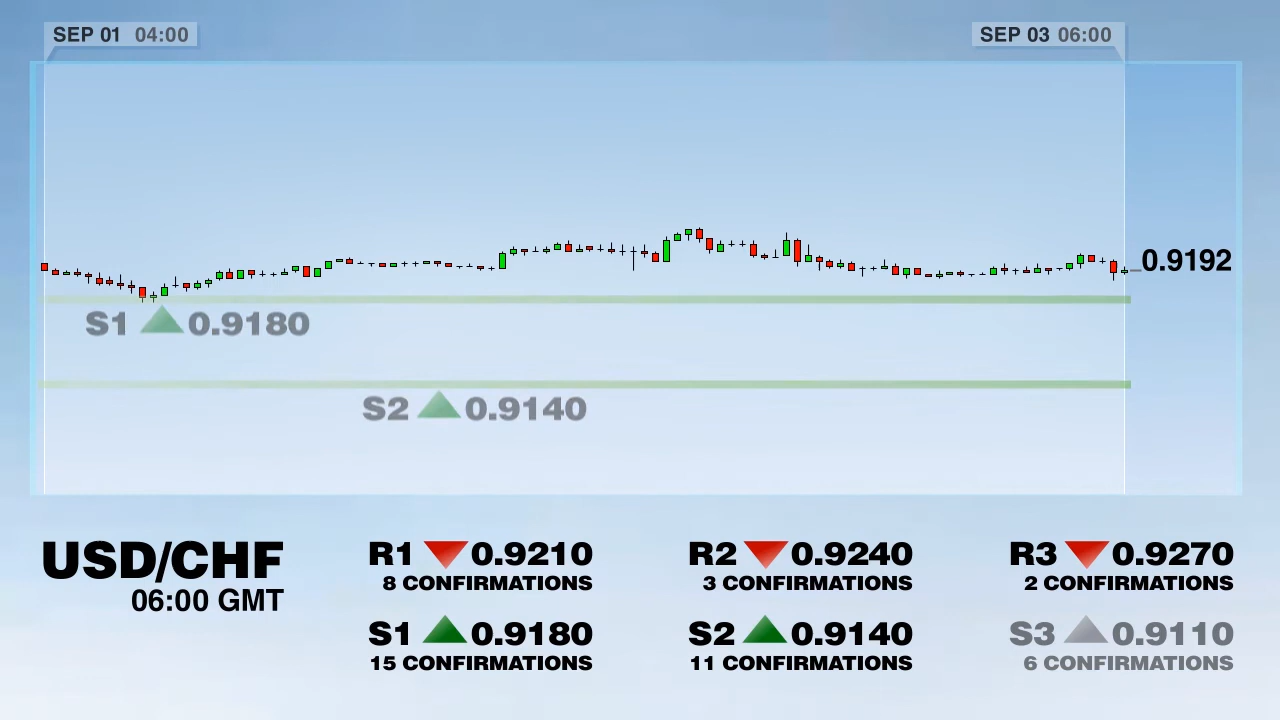 SEP 01 04:00
SEP 03 06:00
0.9192
S1 0.9180
S2 0.9140
USD/CHF
06:00 GMT
R1 0.9210
8 CONFIRMATIONS
R2 0.9240
3 CONFIRMATIONS
R3 0.9270
2 CONFIRMATIONS
S1 0.9180
15 CONFIRMATIONS
S2 0.9140
11 CONFIRMATIONS
S3 0.9110
6 CONFIRMATIONS